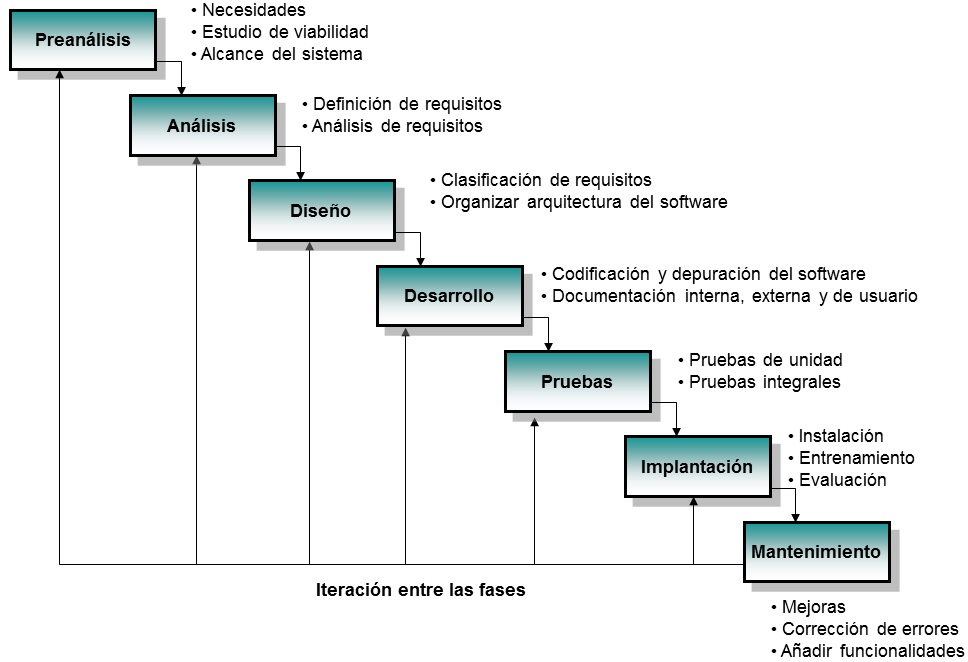 Preanálisis
• Necesidades
• Estudio de viabilidad
• Alcance del sistema
Análisis
• Definición de requisitos
• Análisis de requisitos
Diseño
• Clasificación de requisitos
• Organizar arquitectura del software
Desarrollo
• Codificación y depuración del software
• Documentación interna, externa y de usuario
Pruebas
• Pruebas de unidad
• Pruebas integrales
Implantación
• Instalación
• Entrenamiento
• Evaluación
Mantenimiento
• Mejoras
• Corrección de errores
• Añadir funcionalidades
Iteración entre las fases